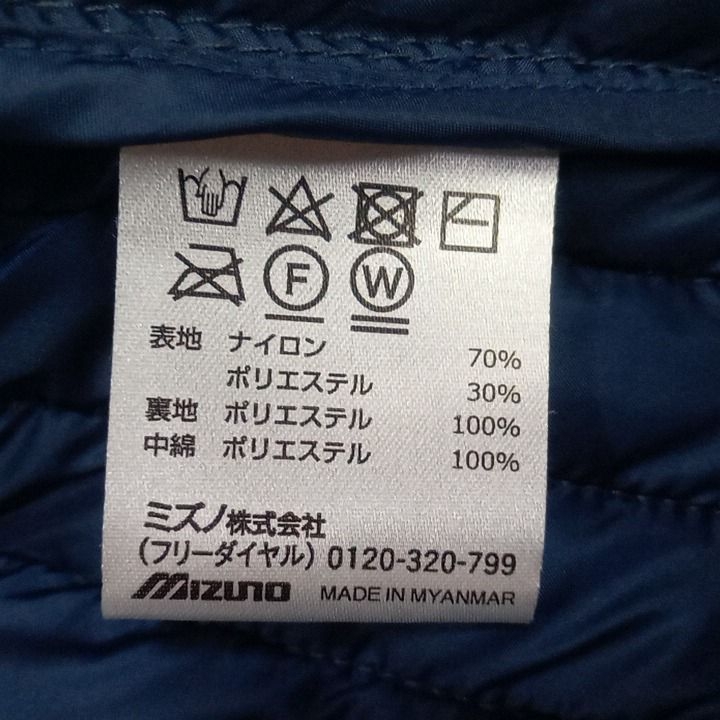 F W
表地 ナイロン 70%
ポリエステル 30%
裏地 ポリエステル 100%
中綿 ポリエステル 100%
ミズノ株式会社
(フリーダイヤル) 0120-320-799
MIZUNO MADE IN MYANMAR